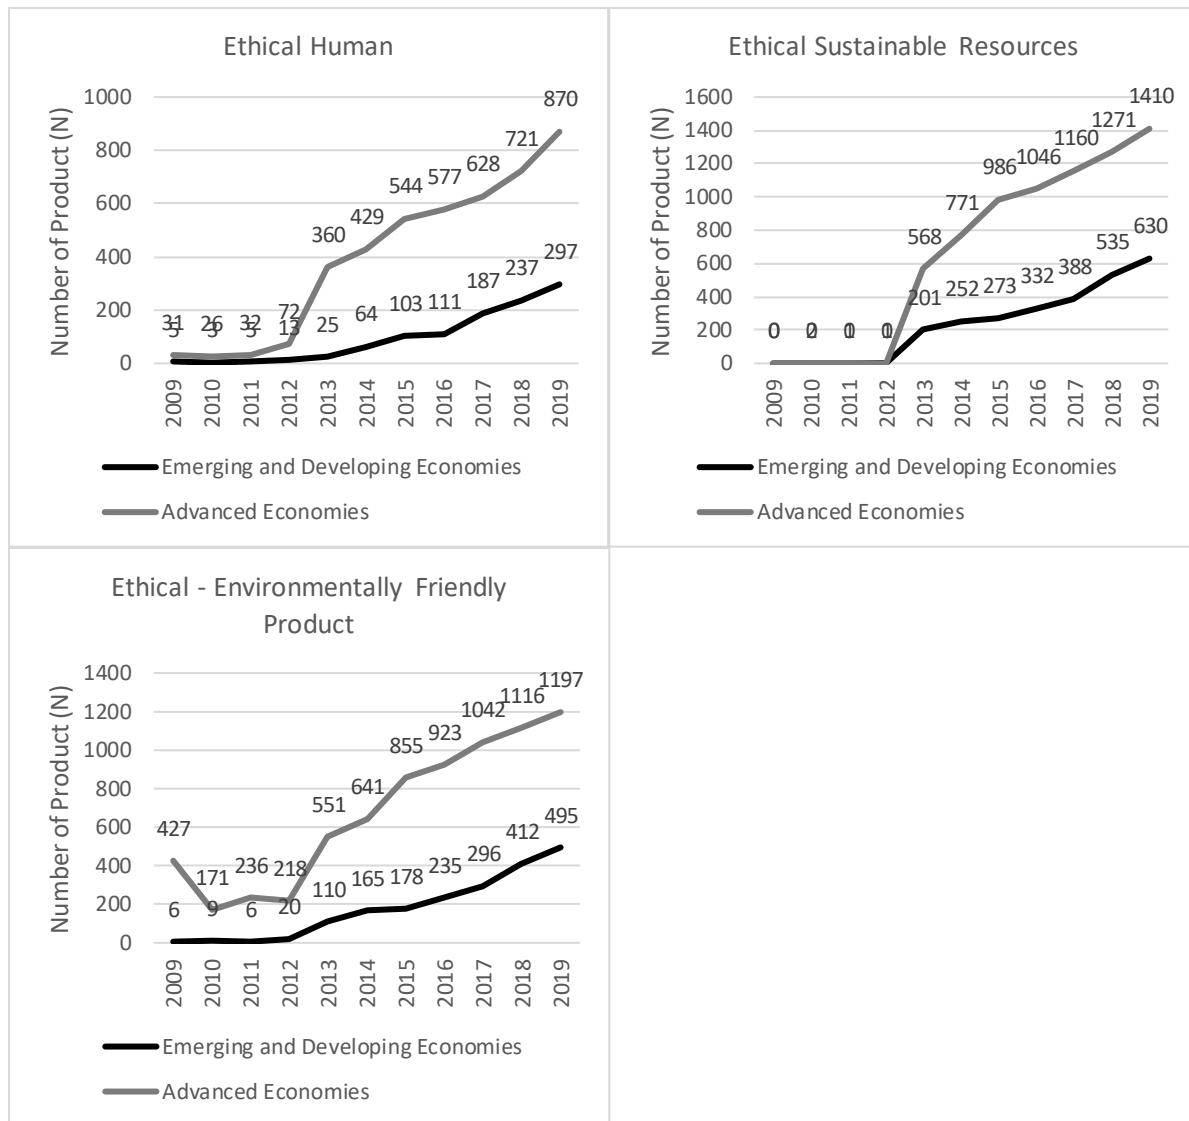 Ethical Human
Number of Product (N)
1000
800
600
400
200
0
31 26 32 72 360 429 544 577 628 721 870
5 3 5 13 25 64 103 111 187 237 297
2009 2010 2011 2012 2013 2014 2015 2016 2017 2018 2019
Emerging and Developing Economies
Advanced Economies
Ethical Sustainable Resources
Number of Product (N)
1600
1400
1200
1000
800
600
400
200
0
568 771 986 1046 1160 1271 1410
0 201 252 273 332 388 535 630
2009 2010 2011 2012 2013 2014 2015 2016 2017 2018 2019
Emerging and Developing Economies
Advanced Economies
Ethical - Environmentally Friendly
Product
Number of Product (N)
1400
1200
1000
800
600
400
200
0
427 171 236 218 551 641 855 923 1042 1116 1197
6 9 6 20 110 165 178 235 296 412 495
2009 2010 2011 2012 2013 2014 2015 2016 2017 2018 2019
Emerging and Developing Economies
Advanced Economies